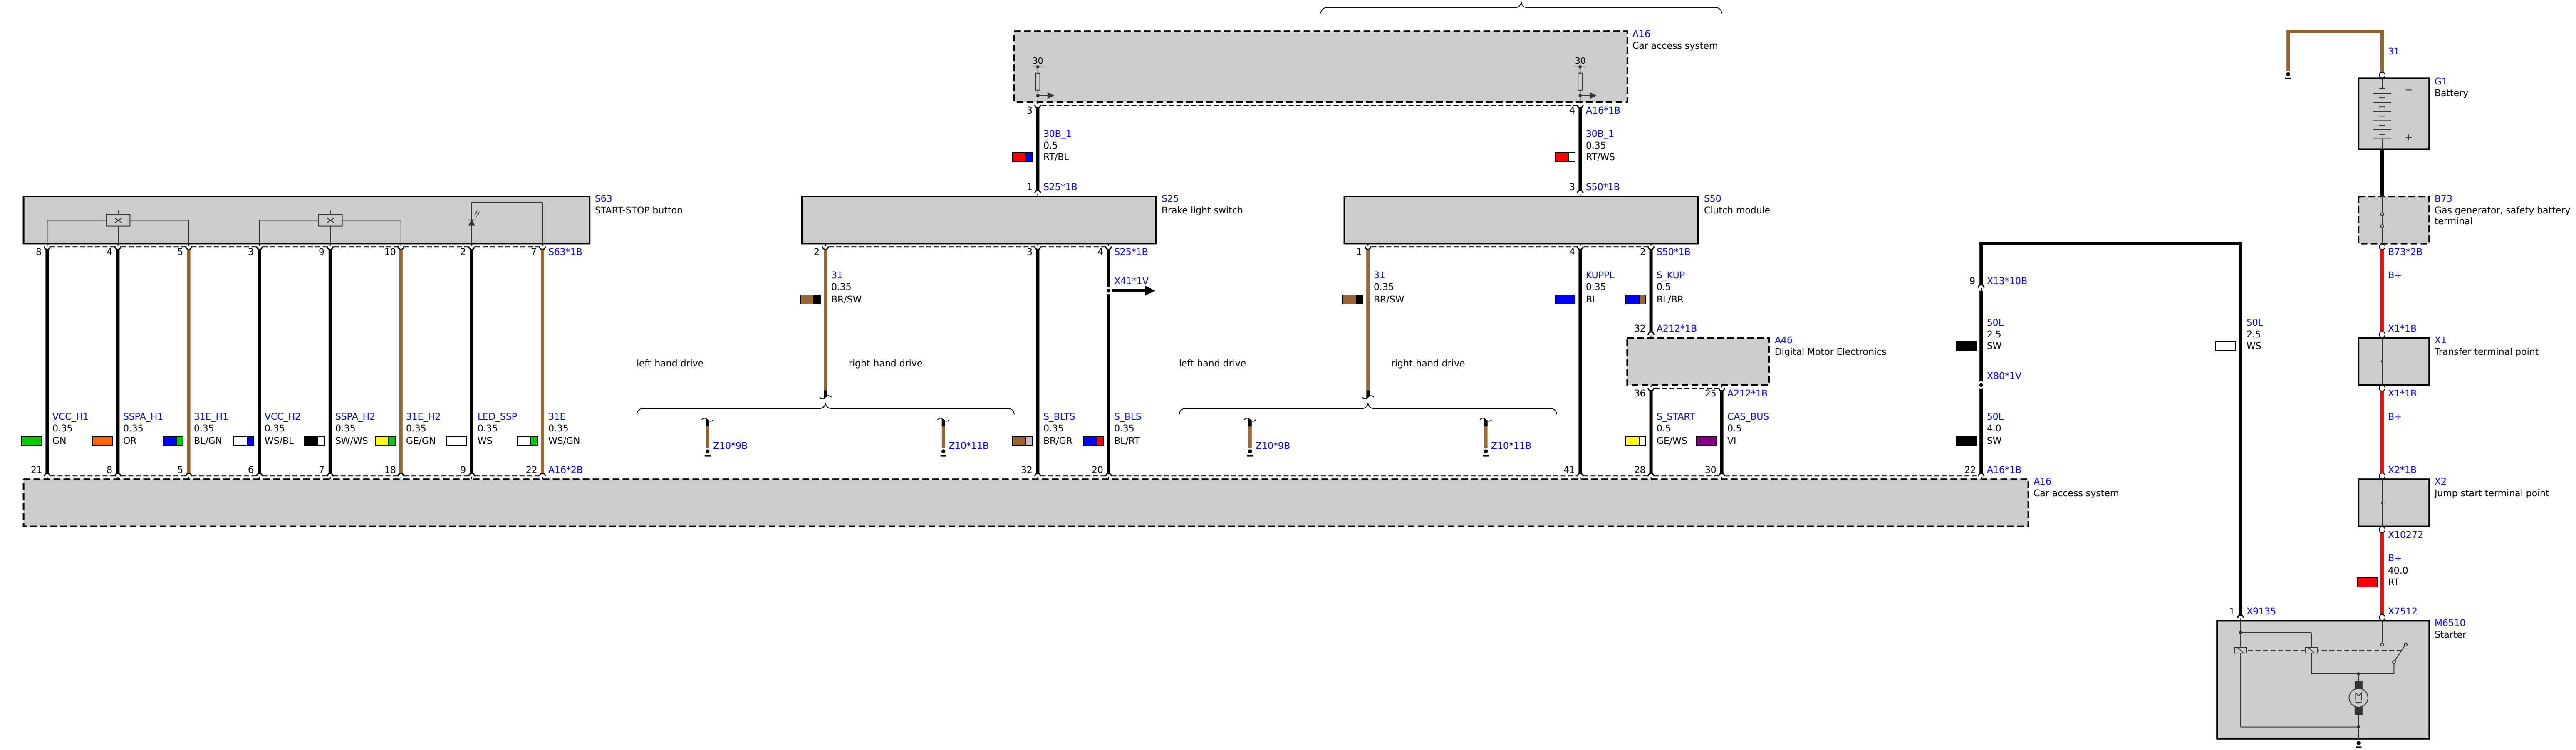 A16
Car access system
30
30
3
4
A16*1B
30B_1
0.5
RT/BL
30B_1
0.35
RT/WS
1
S25*1B
3
S50*1B
31
G1
Battery
−
+
S63
START-STOP button
S25
Brake light switch
S50
Clutch module
B73
Gas generator, safety battery
terminal
8
4
5
3
9
10
2
7
S63*1B
2
3
4
S25*1B
1
4
2
S50*1B
B73*2B
B+
X41*1V
31
0.35
BR/SW
31
0.35
BR/SW
KUPPL
0.35
BL
S_KUP
0.5
BL/BR
9
X13*10B
50L
2.5
SW
50L
2.5
WS
32
A212*1B
A46
Digital Motor Electronics
X1*1B
X1
Transfer terminal point
left-hand drive
right-hand drive
left-hand drive
right-hand drive
X80*1V
36
25
A212*1B
X1*1B
B+
VCC_H1
0.35
GN
SSPA_H1
0.35
OR
31E_H1
0.35
BL/GN
VCC_H2
0.35
WS/BL
SSPA_H2
0.35
SW/WS
31E_H2
0.35
GE/GN
LED_SSP
0.35
WS
31E
0.35
WS/GN
Z10*9B
Z10*11B
S_BLTS
0.35
BR/GR
S_BLS
0.35
BL/RT
Z10*9B
Z10*11B
S_START
0.5
GE/WS
CAS_BUS
0.5
VI
50L
4.0
SW
21
8
5
6
7
18
9
22
A16*2B
32
20
41
28
30
22
A16*1B
X2*1B
A16
Car access system
X2
Jump start terminal point
X10272
B+
40.0
RT
1
X9135
X7512
M6510
Starter
M